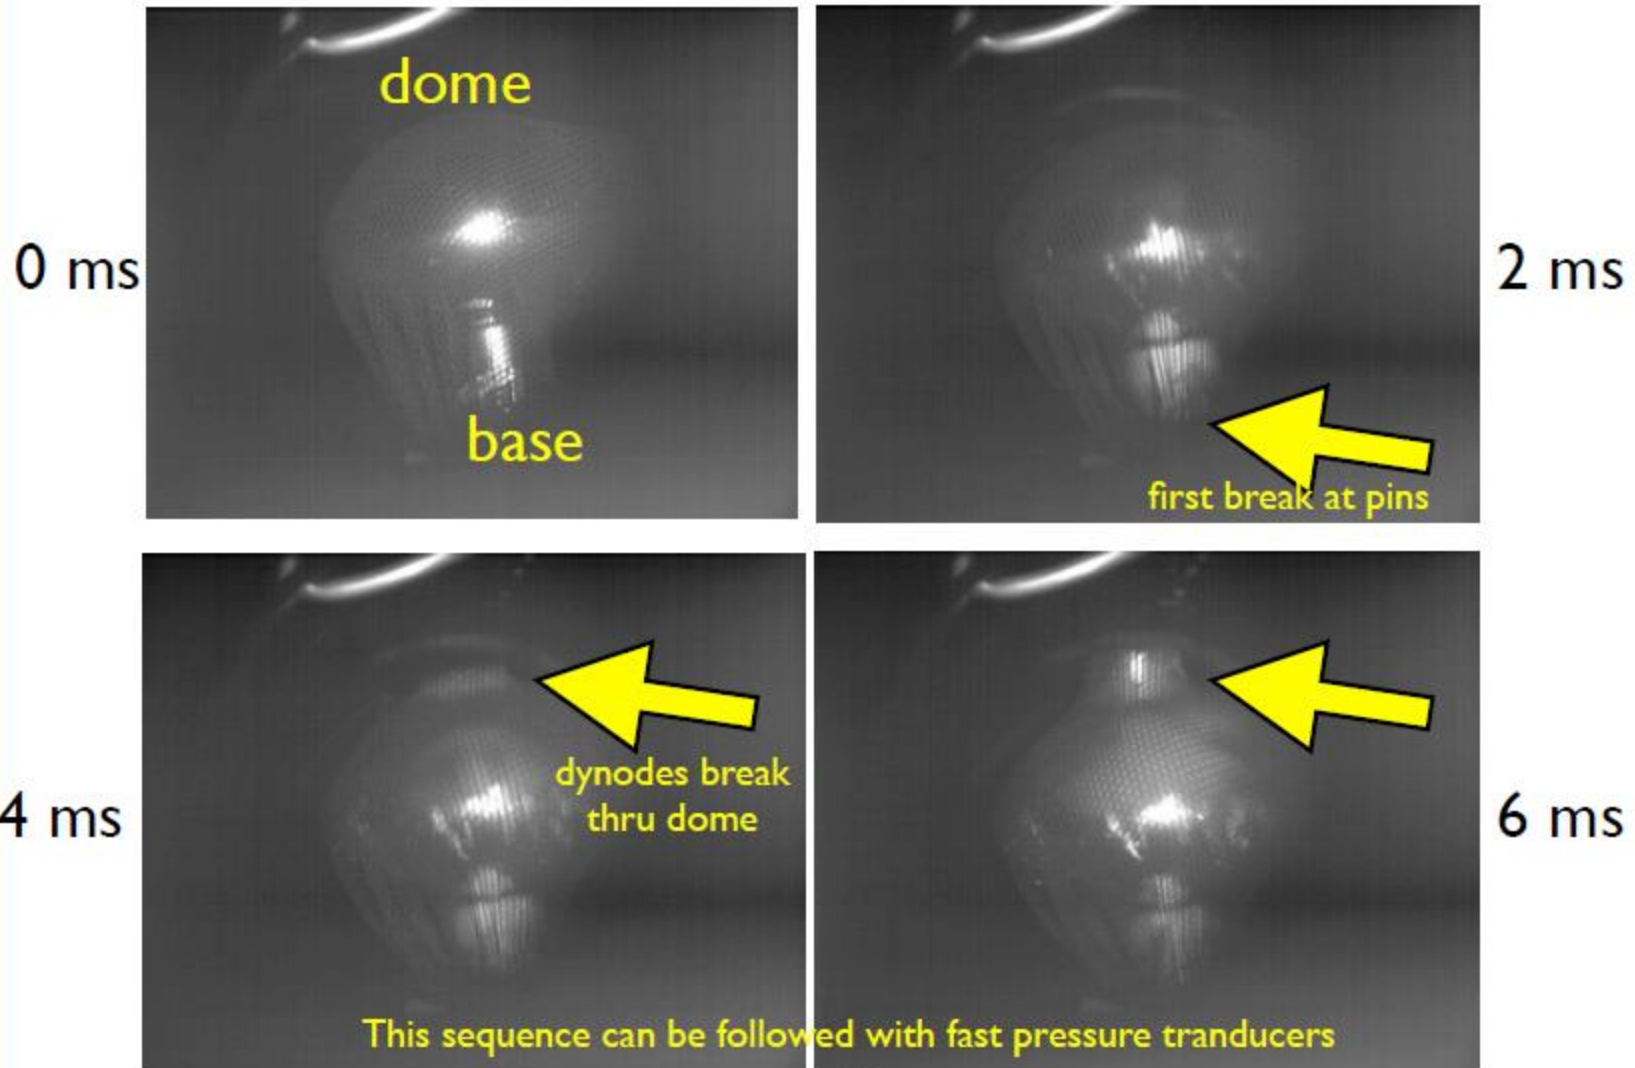 dome
0 ms
base
2 ms
first break at pins
4 ms
dynodes break
thru dome
6 ms
This sequence can be followed with fast pressure tranducers